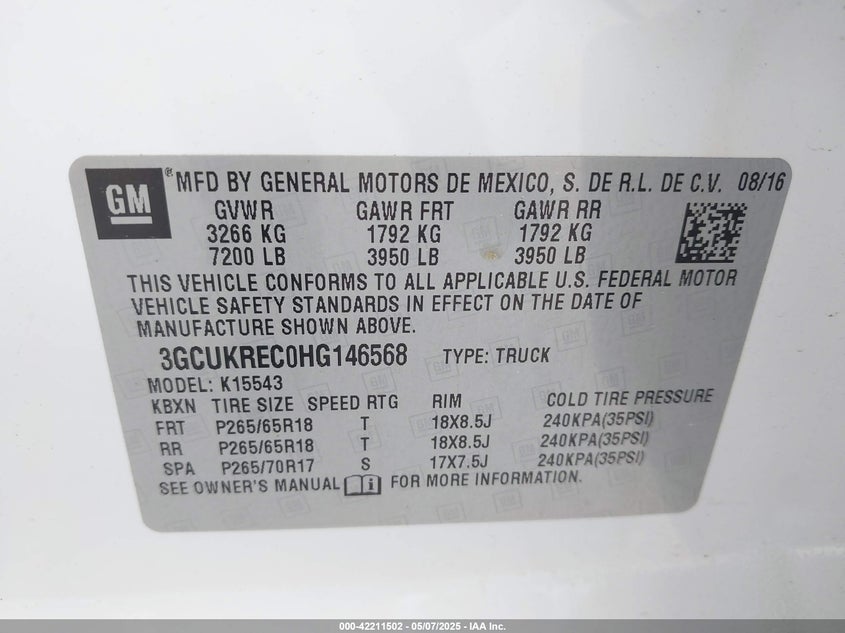 GM ® MFD BY GENERAL MOTORS DE MEXICO, S. DE R.L. DE C.V. 08/16
GVWR GAWR FRT GAWR RR
3266 KG 1792 KG 1792 KG
7200 LB 3950 LB 3950 LB
THIS VEHICLE CONFORMS TO ALL APPLICABLE U.S. FEDERAL MOTOR
VEHICLE SAFETY STANDARDS IN EFFECT ON THE DATE OF
MANUFACTURE SHOWN ABOVE.
3GCUKREC0HG146568 TYPE: TRUCK
MODEL: K15543
KBXN TIRE SIZE SPEED RTG RIM COLD TIRE PRESSURE
FRT P265/65R18 T 18X8.5J 240KPA(35PSI)
RR P265/65R18 T 18X8.5J 240KPA(35PSI)
SPA P265/70R17 S 17X7.5J 240KPA(35PSI)
SEE OWNER'S MANUAL FOR MORE INFORMATION.
000-42211502 - 05/07/2025 - IAA Inc.